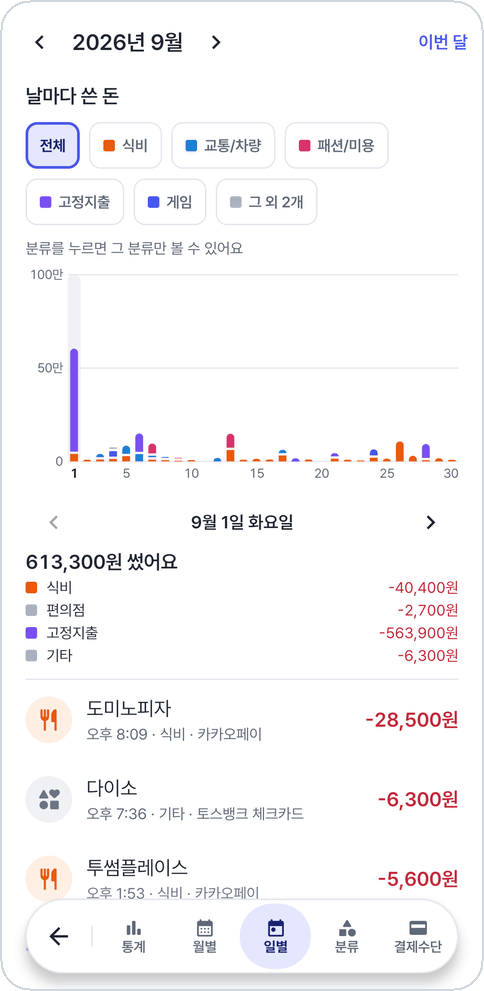 2026년 9월
이번 달
날마다 쓴 돈
전체
식비
교통/차량
패션/미용
고정지출
게임
그 외 2개
분류를 누르면 그 분류만 볼 수 있어요
100만
50만
0
1 5 10 15 20 25 30
9월 1일 화요일
613,300원 썼어요
식비 -40,400원
편의점 -2,700원
고정지출 -563,900원
기타 -6,300원
도미노피자
오후 8:09 · 식비 · 카카오페이
-28,500원
다이소
오후 7:36 · 기타 · 토스뱅크 체크카드
-6,300원
투썸플레이스
오후 1:53 · 식비 · 카카오페이
-5,600원
통계
월별
일별
분류
결제수단